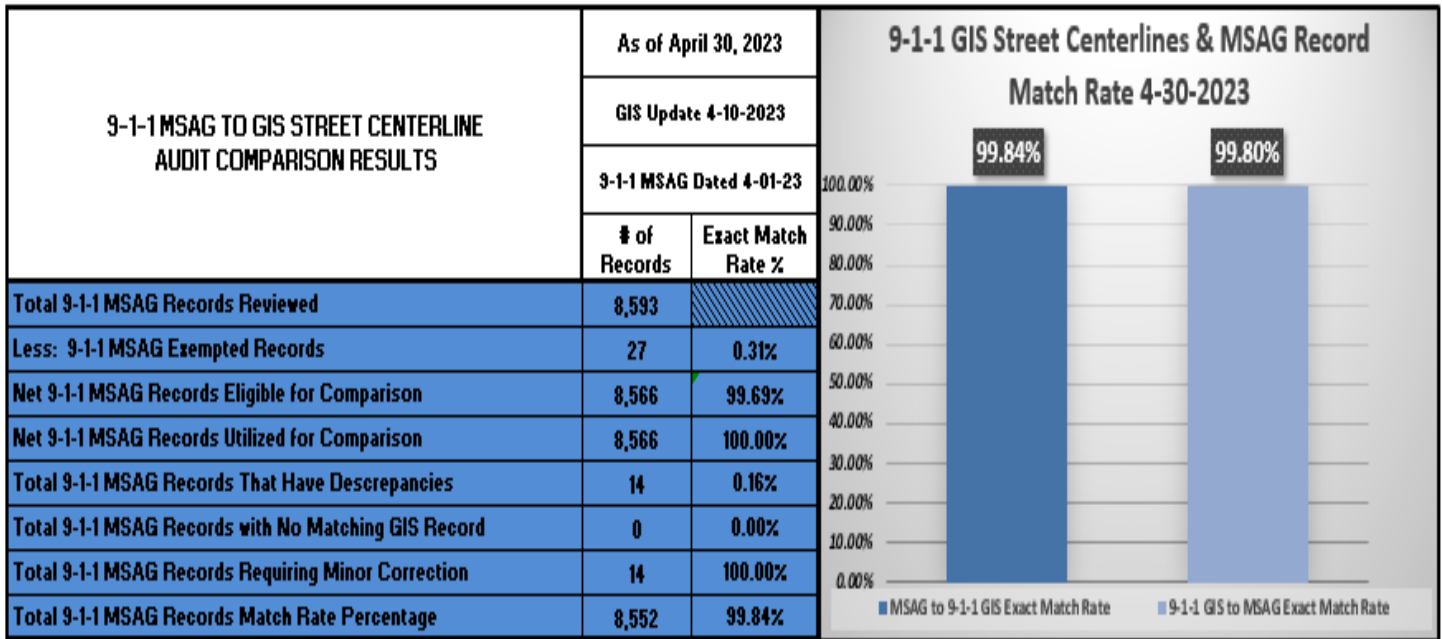 9-1-1 MSAG TO GIS STREET CENTERLINE
AUDIT COMPARISON RESULTS
As of April 30, 2023
GIS Update 4-10-2023
9-1-1 MSAG Dated 4-01-23
# of
Records
Exact Match
Rate %
Total 9-1-1 MSAG Records Reviewed 8,593
Less: 9-1-1 MSAG Exempted Records 27 0.31%
Net 9-1-1 MSAG Records Eligible for Comparison 8,566 99.69%
Net 9-1-1 MSAG Records Utilized for Comparison 8,566 100.00%
Total 9-1-1 MSAG Records That Have Descrepancies 14 0.16%
Total 9-1-1 MSAG Records with No Matching GIS Record 0 0.00%
Total 9-1-1 MSAG Records Requiring Minor Correction 14 100.00%
Total 9-1-1 MSAG Records Match Rate Percentage 8,552 99.84%
9-1-1 GIS Street Centerlines & MSAG Record
Match Rate 4-30-2023
99.84% 99.80%
100.00%
90.00%
80.00%
70.00%
60.00%
50.00%
40.00%
30.00%
20.00%
10.00%
0.00%
MSAG to 9-1-1 GIS Exact Match Rate 9-1-1 GIS to MSAG Exact Match Rate